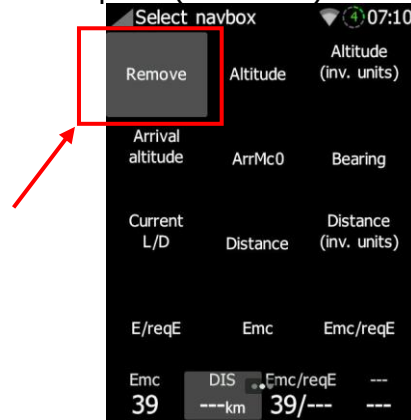 Select navbox 4 07:10
Remove Altitude Altitude (inv. units)
Arrival altitude ArrMc0 Bearing
Current L/D Distance Distance (inv. units)
E/reqE Emc Emc/reqE
Emc DIS Emc/reqE ---
39 ---km 39/--- ---